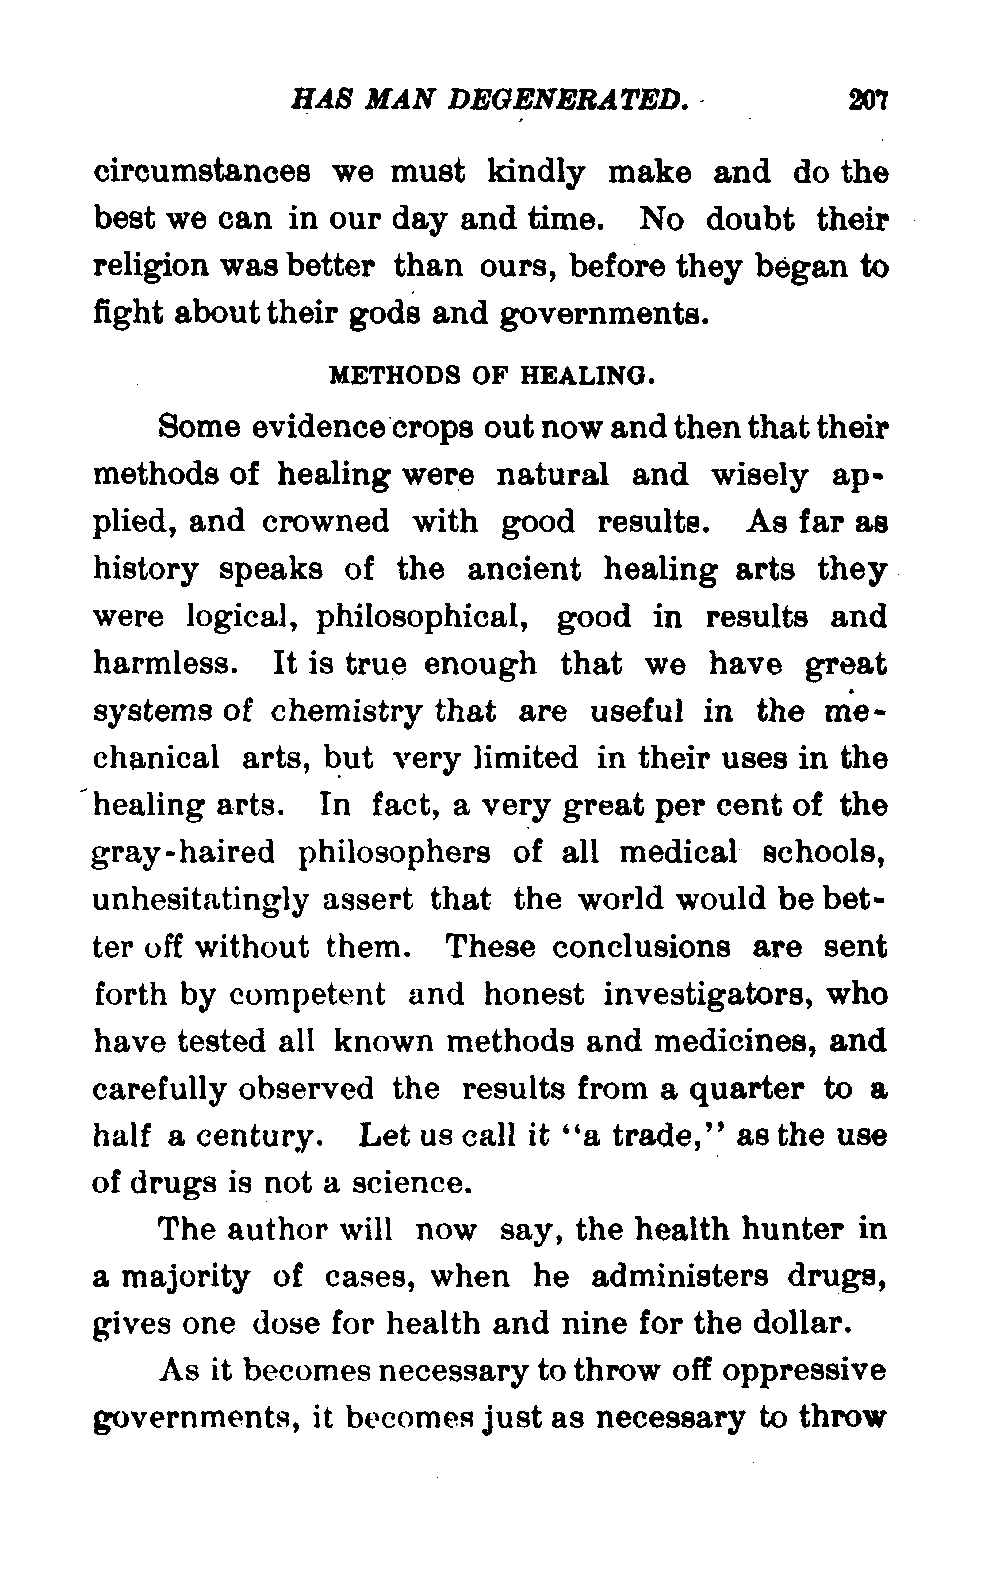 HAS MAN DEGENERATED. 207
circumstances we must kindly make and do the
best we can in our day and time. No doubt their
religion was better than ours, before they began to
fight about their gods and governments.
METHODS OF HEALING.
Some evidence crops out now and then that their
methods of healing were natural and wisely ap-
plied, and crowned with good results. As far as
history speaks of the ancient healing arts they
were logical, philosophical, good in results and
harmless. It is true enough that we have great
systems of chemistry that are useful in the me-
chanical arts, but very limited in their uses in the
healing arts. In fact, a very great per cent of the
gray-haired philosophers of all medical schools,
unhesitatingly assert that the world would be bet-
ter off without them. These conclusions are sent
forth by competent and honest investigators, who
have tested all known methods and medicines, and
carefully observed the results from a quarter to a
half a century. Let us call it "a trade," as the use
of drugs is not a science.
The author will now say, the health hunter in
a majority of cases, when he administers drugs,
gives one dose for health and nine for the dollar.
As it becomes necessary to throw off oppressive
governments, it becomes just as necessary to throw